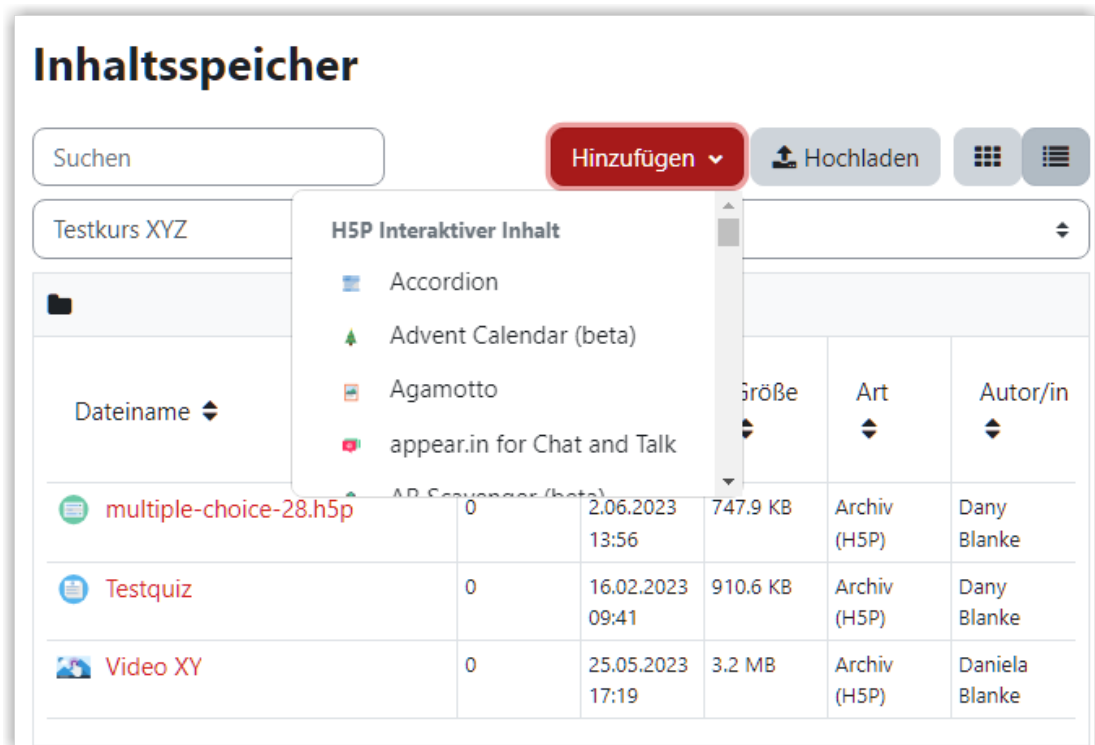 Inhaltsspeicher
Suchen
Hinzufügen
Hochladen
Testkurs XYZ
H5P Interaktiver Inhalt
Accordion
Advent Calendar (beta)
Agamotto
appear.in for Chat and Talk
AR Scavenger (beta)
Dateiname
Größe
Art
Autor/in
multiple-choice-28.h5p 0 2.06.2023 747.9 KB Archiv Dany
13:56 (H5P) Blanke
Testquiz 0 16.02.2023 910.6 KB Archiv Dany
09:41 (H5P) Blanke
Video XY 0 25.05.2023 3.2 MB Archiv Daniela
17:19 (H5P) Blanke